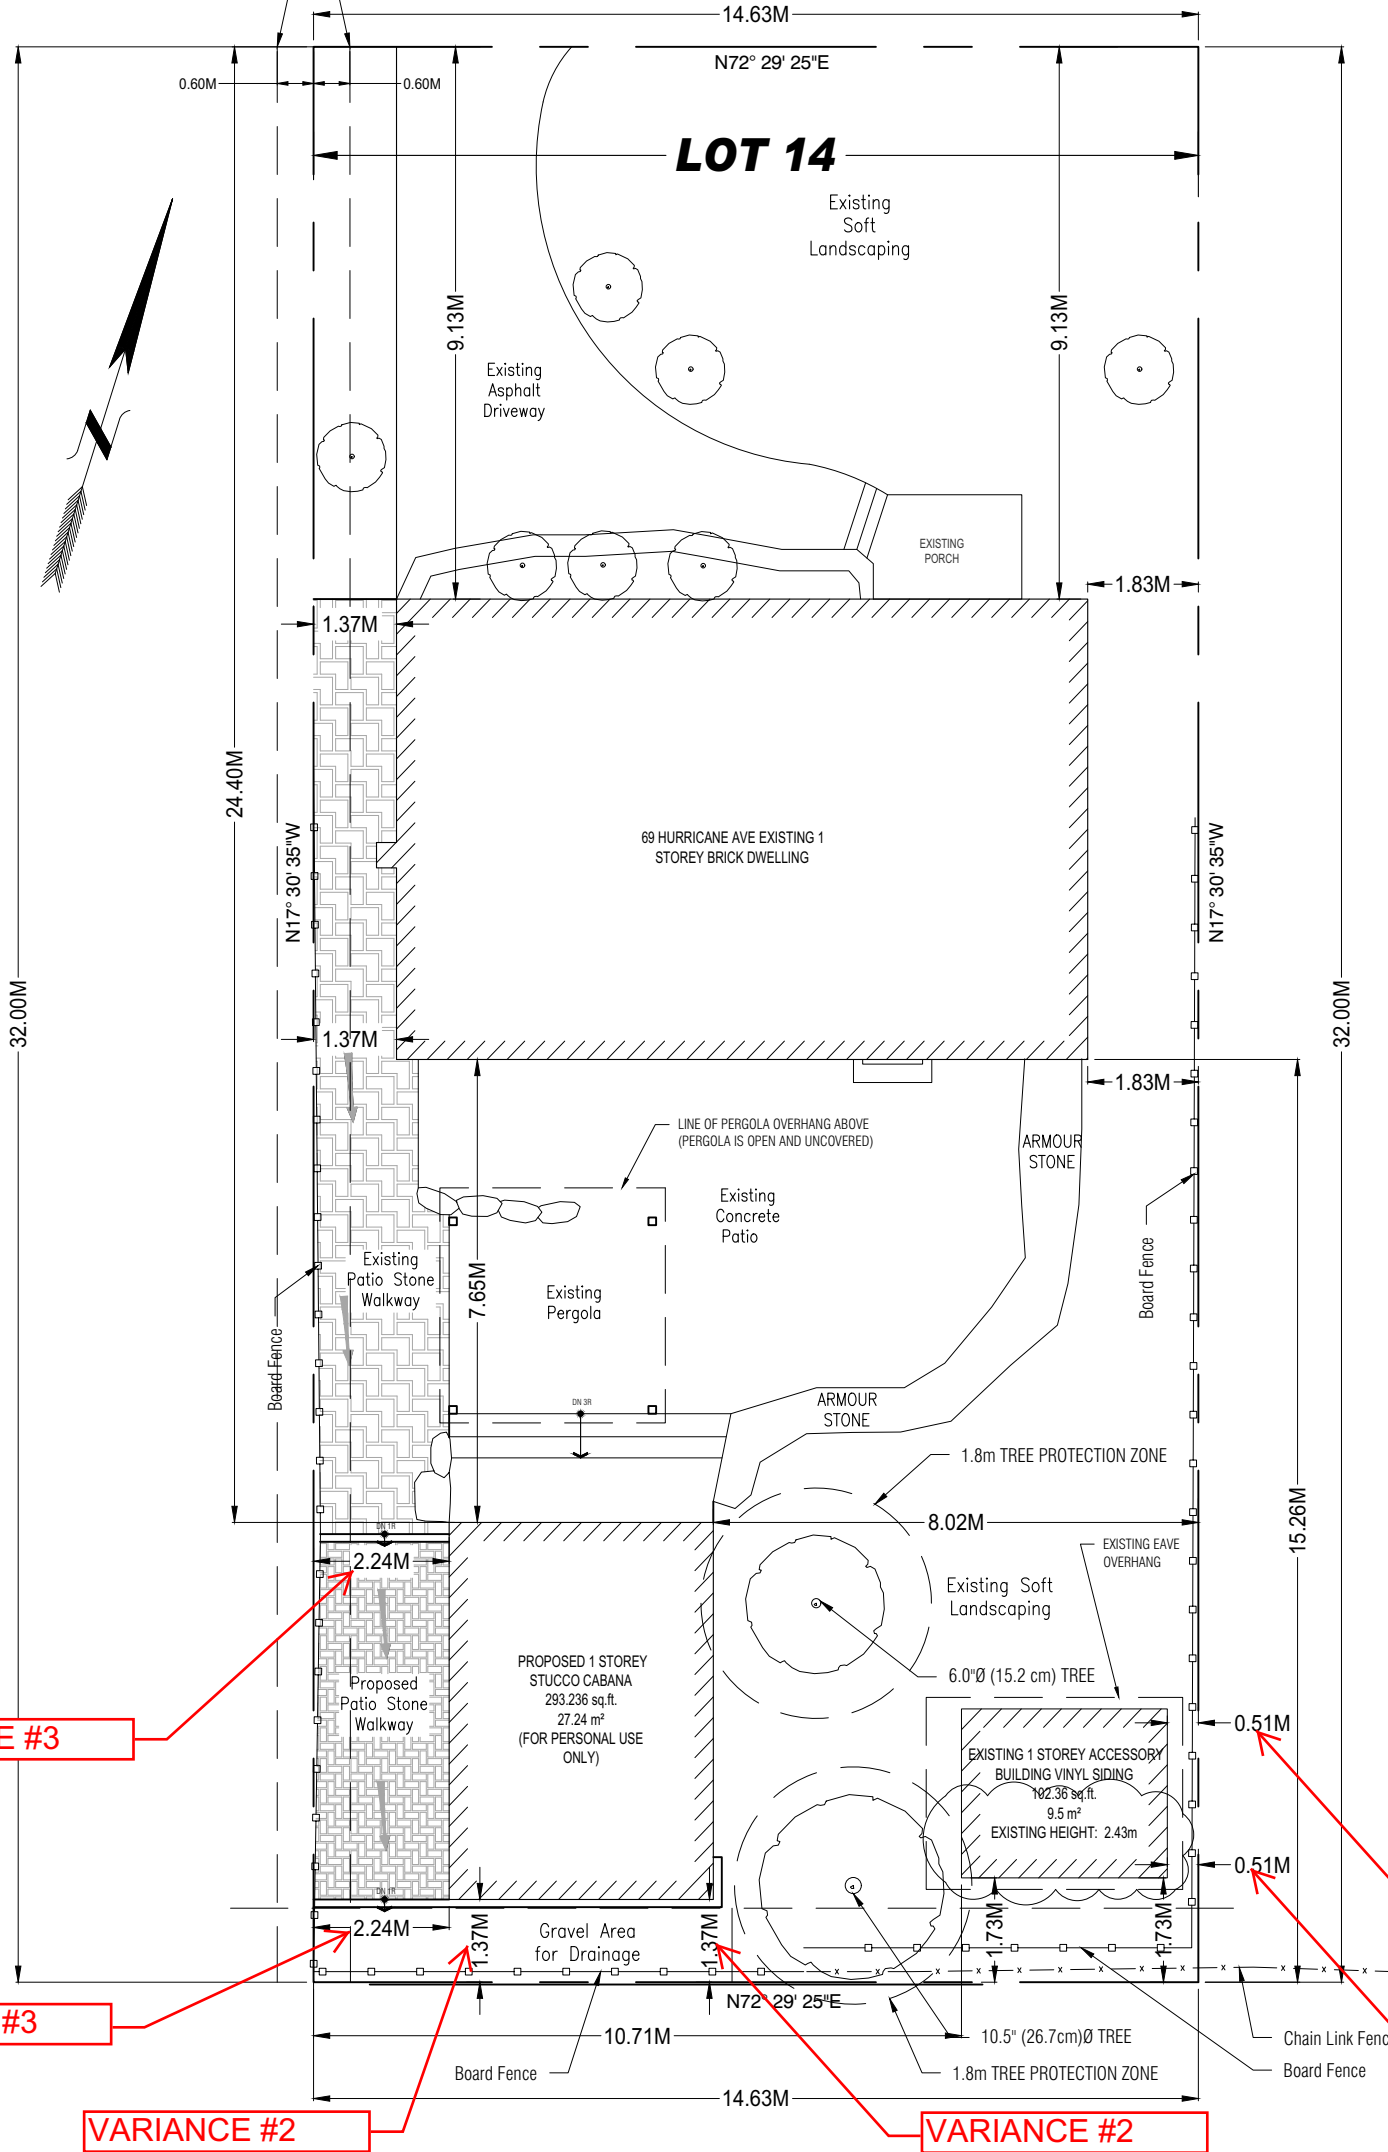 14.63M
N72° 29' 25"E
0.60M
0.60M
LOT 14
Existing
Soft
Landscaping
9.13M
9.13M
Existing
Asphalt
Driveway
EXISTING
PORCH
1.83M
1.37M
24.40M
69 HURRICANE AVE EXISTING 1
STOREY BRICK DWELLING
N17° 30' 35"W
N17° 30' 35"W
32.00M
32.00M
1.37M
1.83M
LINE OF PERGOLA OVERHANG ABOVE
(PERGOLA IS OPEN AND UNCOVERED)
ARMOUR
STONE
Existing
Concrete
Patio
Existing
Patio Stone
Walkway
7.65M
Existing
Pergola
Board Fence
Board Fence
DN 3R
ARMOUR
STONE
1.8m TREE PROTECTION ZONE
15.26M
8.02M
DN 1R
2.24M
EXISTING EAVE
OVERHANG
Existing Soft
Landscaping
PROPOSED 1 STOREY
STUCCO CABANA
293.236 sq.ft.
27.24 m²
(FOR PERSONAL USE
ONLY)
6.0"Ø (15.2 cm) TREE
Proposed
Patio Stone
Walkway
E #3
0.51M
EXISTING 1 STOREY ACCESSORY
BUILDING VINYL SIDING
102.36 sq.ft.
9.5 m²
EXISTING HEIGHT: 2.43m
0.51M
DN 1R
2.24M
1.37M
Gravel Area
for Drainage
1.37M
1.73M
1.73M
N72° 29' 25"E
#3
10.71M
10.5" (26.7cm)Ø TREE
Chain Link Fenc
Board Fence
1.8m TREE PROTECTION ZONE
Board Fence
14.63M
VARIANCE #2
VARIANCE #2